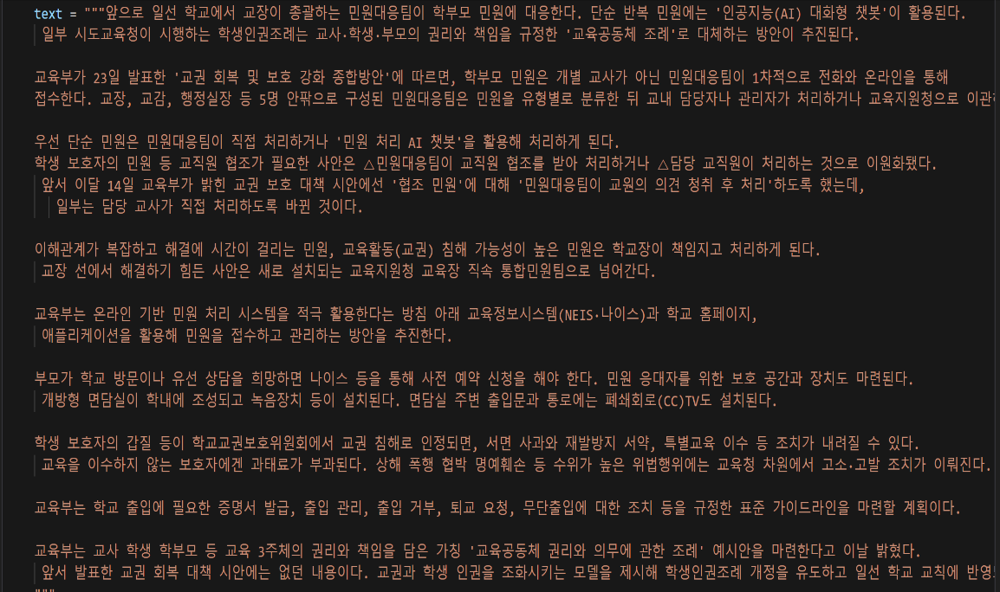 text = """앞으로 일선 학교에서 교장이 총괄하는 민원대응팀이 학부모 민원에 대응한다. 단순 반복 민원에는 '인공지능(AI) 대화형 챗봇'이 활용된다.
일부 시도교육청이 시행하는 학생인권조례는 교사·학생·부모의 권리와 책임을 규정한 '교육공동체 조례'로 대체하는 방안이 추진된다.
교육부가 23일 발표한 '교권 회복 및 보호 강화 종합방안'에 따르면, 학부모 민원은 개별 교사가 아닌 민원대응팀이 1차적으로 전화와 온라인을 통해
접수한다. 교장, 교감, 행정실장 등 5명 안팎으로 구성된 민원대응팀은 민원을 유형별로 분류한 뒤 교내 담당자나 관리자가 처리하거나 교육지원청으로 이관
우선 단순 민원은 민원대응팀이 직접 처리하거나 '민원 처리 AI 챗봇'을 활용해 처리하게 된다.
학생 보호자의 민원 등 교직원 협조가 필요한 사안은 △민원대응팀이 교직원 협조를 받아 처리하거나 △담당 교직원이 처리하는 것으로 이원화됐다.
앞서 이달 14일 교육부가 밝힌 교권 보호 대책 시안에선 '협조 민원'에 대해 '민원대응팀이 교원의 의견 청취 후 처리'하도록 했는데,
일부는 담당 교사가 직접 처리하도록 바뀐 것이다.
이해관계가 복잡하고 해결에 시간이 걸리는 민원, 교육활동(교권) 침해 가능성이 높은 민원은 학교장이 책임지고 처리하게 된다.
교장 선에서 해결하기 힘든 사안은 새로 설치되는 교육지원청 교육장 직속 통합민원팀으로 넘어간다.
교육부는 온라인 기반 민원 처리 시스템을 적극 활용한다는 방침 아래 교육정보시스템(NEIS·나이스)과 학교 홈페이지,
애플리케이션을 활용해 민원을 접수하고 관리하는 방안을 추진한다.
부모가 학교 방문이나 유선 상담을 희망하면 나이스 등을 통해 사전 예약 신청을 해야 한다. 민원 응대자를 위한 보호 공간과 장치도 마련된다.
개방형 면담실이 학내에 조성되고 녹음장치 등이 설치된다. 면담실 주변 출입문과 통로에는 폐쇄회로(CC)TV도 설치된다.
학생 보호자의 갑질 등이 학교교권보호위원회에서 교권 침해로 인정되면, 서면 사과와 재발방지 서약, 특별교육 이수 등 조치가 내려질 수 있다.
교육을 이수하지 않는 보호자에겐 과태료가 부과된다. 상해 폭행 협박 명예훼손 등 수위가 높은 위법행위에는 교육청 차원에서 고소·고발 조치가 이뤄진다.
교육부는 학교 출입에 필요한 증명서 발급, 출입 관리, 출입 거부, 퇴교 요청, 무단출입에 대한 조치 등을 규정한 표준 가이드라인을 마련할 계획이다.
교육부는 교사 학생 학부모 등 교육 3주체의 권리와 책임을 담은 가칭 '교육공동체 권리와 의무에 관한 조례' 예시안을 마련한다고 이날 밝혔다.
앞서 발표한 교권 회복 대책 시안에는 없던 내용이다. 교권과 학생 인권을 조화시키는 모델을 제시해 학생인권조례 개정을 유도하고 일선 학교 교칙에 반영
"""